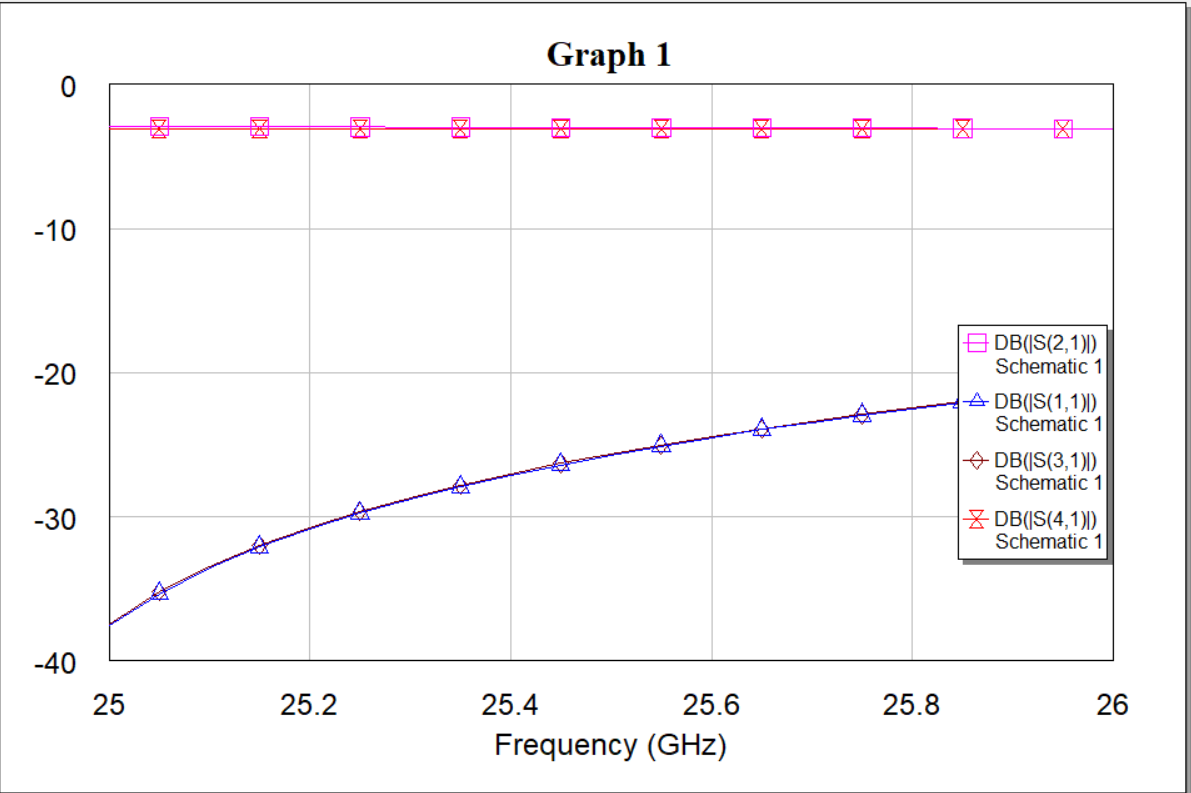 Graph 1
0
-10
-20
-30
-40
25
25.2
25.4
25.6
25.8
26
Frequency (GHz)
DB(|S(2,1)|)
Schematic 1
DB(|S(1,1)|)
Schematic 1
DB(|S(3,1)|)
Schematic 1
DB(|S(4,1)|)
Schematic 1